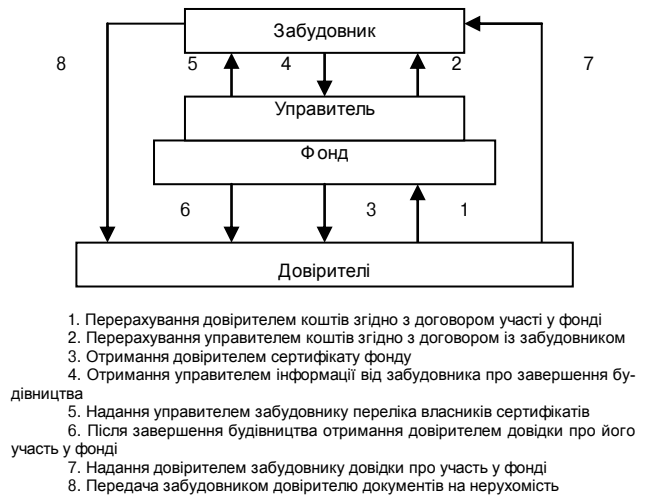 Забудовник
8 5 4 2 7
Управитель
Фонд
6 3 1
Довірителі
1. Перерахування довірителем коштів згідно з договором участі у фонді
2. Перерахування управителем коштів згідно з договором із забудовником
3. Отримання довірителем сертифікату фонду
4. Отримання управителем інформації від забудовника про завершення бу-
дівництва
5. Надання управителем забудовнику переліка власників сертифікатів
6. Після завершення будівництва отримання довірителем довідки про його
участь у фонді
7. Надання довірителем забудовнику довідки про участь у фонді
8. Передача забудовником довірителю документів на нерухомість